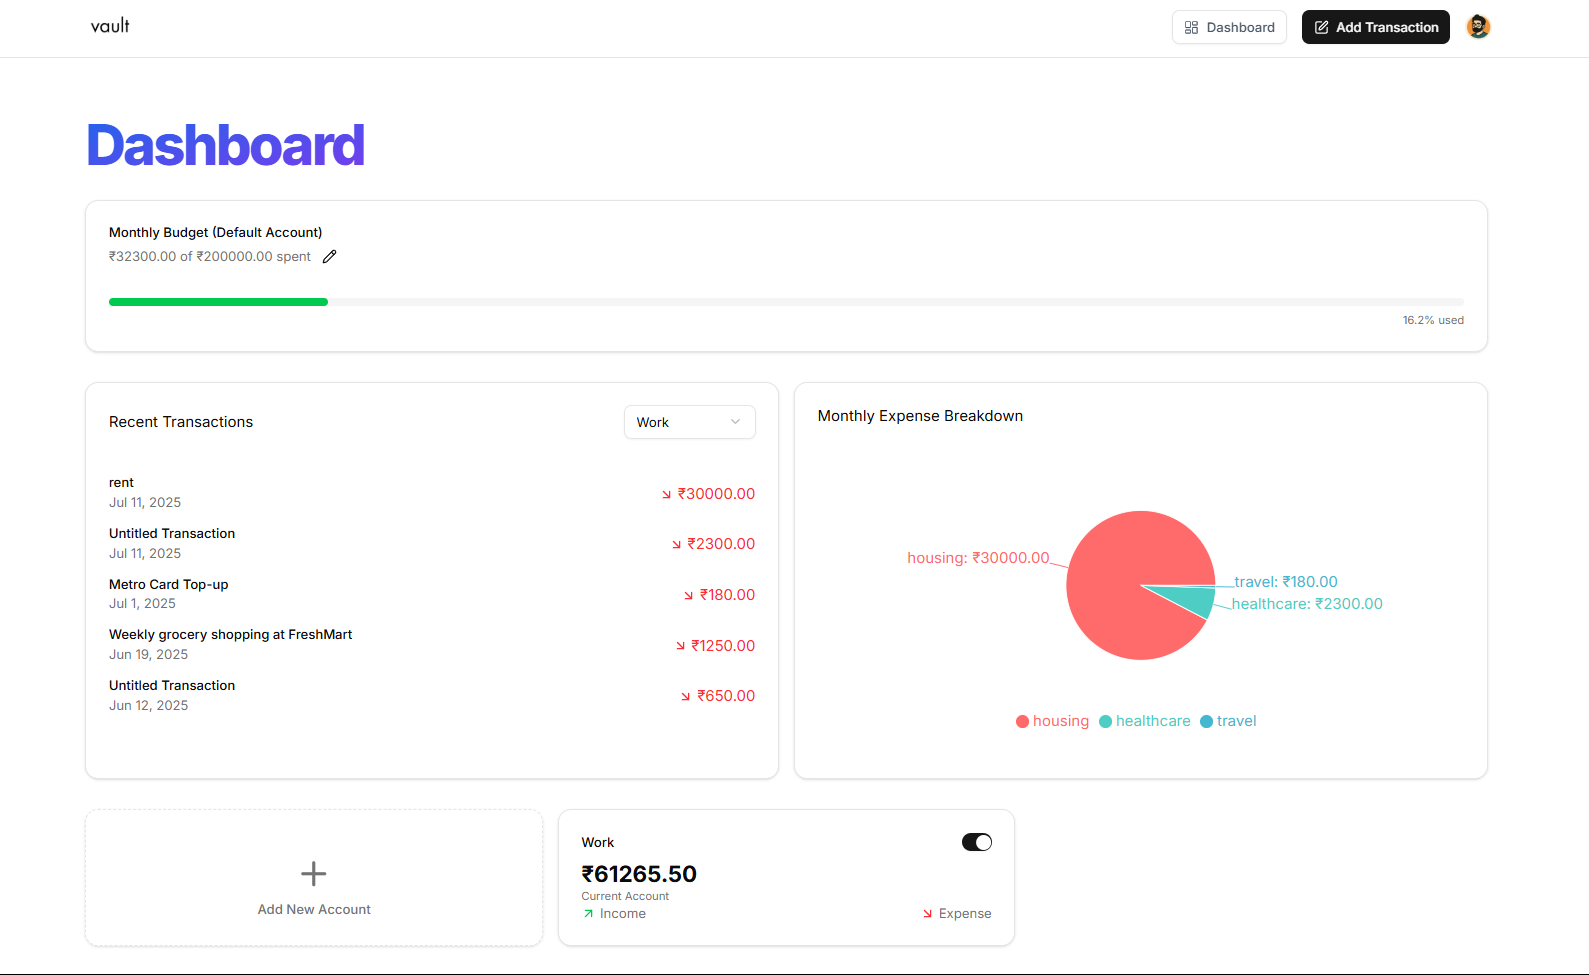 vault
Dashboard
Add Transaction
Dashboard
Monthly Budget (Default Account)
₹32300.00 of ₹200000.00 spent
16.2% used
Recent Transactions
Work
rent
Jul 11, 2025
₹30000.00
Untitled Transaction
Jul 11, 2025
₹2300.00
Metro Card Top-up
Jul 1, 2025
₹180.00
Weekly grocery shopping at FreshMart
Jun 19, 2025
₹1250.00
Untitled Transaction
Jun 12, 2025
₹650.00
Monthly Expense Breakdown
housing: ₹30000.00
travel: ₹180.00
healthcare: ₹2300.00
housing healthcare travel
Add New Account
Work
₹61265.50
Current Account
Income
Expense